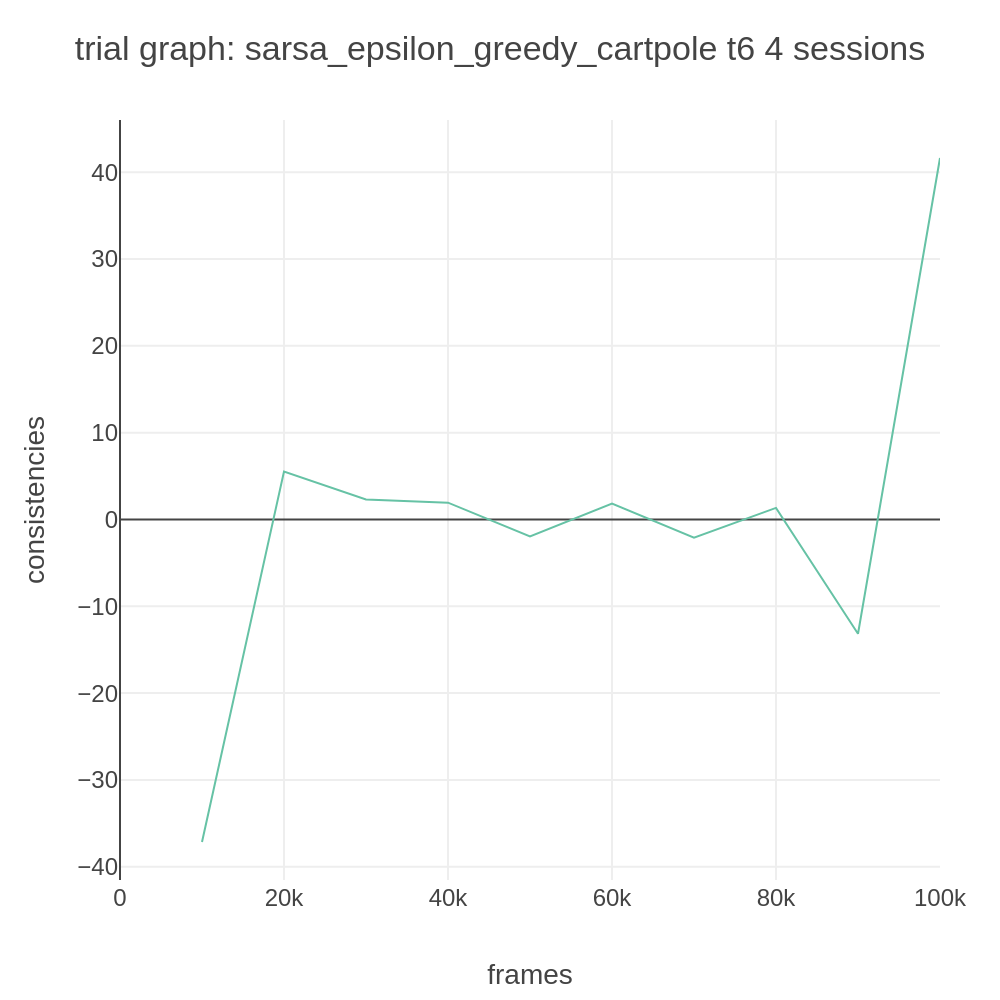 trial graph: sarsa_epsilon_greedy_cartpole t6 4 sessions
consistencies
40
30
20
10
0
−10
−20
−30
−40
0 20k 40k 60k 80k 100k
frames